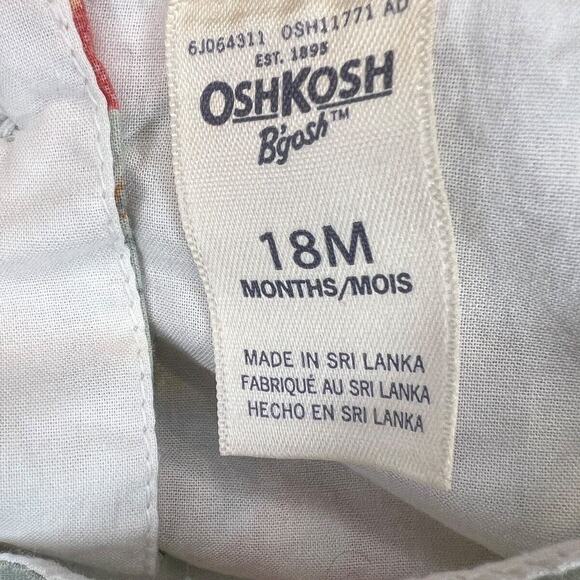 6J064311 OSH11771 AD
EST. 1895
OSHKOSH
B'gosh™
18M
MONTHS/MOIS
MADE IN SRI LANKA
FABRIQUÉ AU SRI LANKA
HECHO EN SRI LANKA